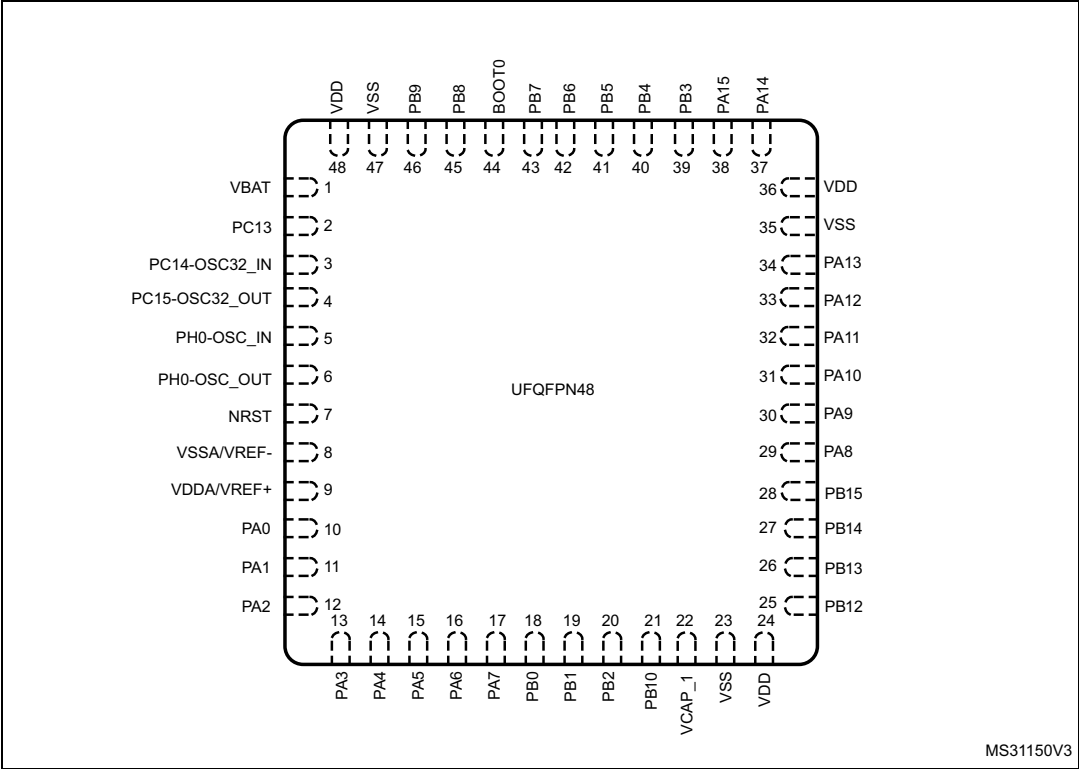 VDD
VSS
PB9
PB8
BOOT0
PB7
PB6
PB5
PB4
PB3
PA15
PA14
48
47
46
45
44
43
42
41
40
39
38
37
VBAT 1
PC13 2
PC14-OSC32_IN 3
PC15-OSC32_OUT 4
PH0-OSC_IN 5
PH0-OSC_OUT 6
NRST 7
VSSA/VREF- 8
VDDA/VREF+ 9
PA0 10
PA1 11
PA2 12
UFQFPN48
36 VDD
35 VSS
34 PA13
33 PA12
32 PA11
31 PA10
30 PA9
29 PA8
28 PB15
27 PB14
26 PB13
25 PB12
13
14
15
16
17
18
19
20
21
22
23
24
PA3
PA4
PA5
PA6
PA7
PB0
PB1
PB2
PB10
VCAP_1
VSS
VDD
MS31150V3